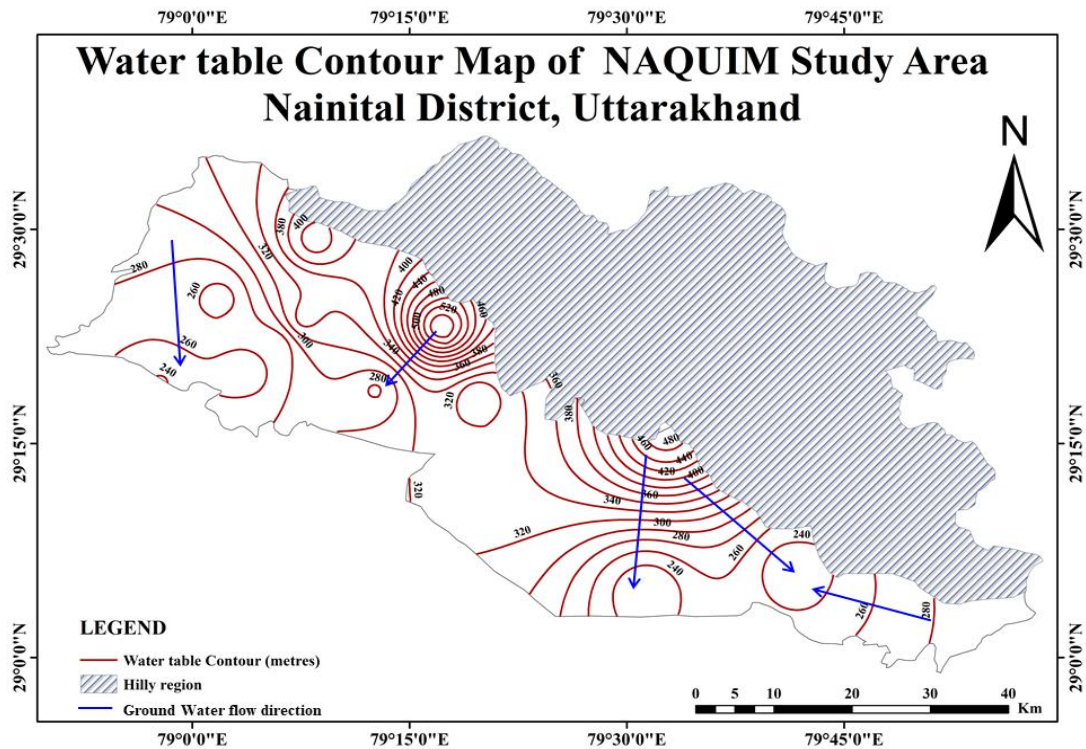 79°0'0"E 79°15'0"E 79°30'0"E 79°45'0"E
Water table Contour Map of NAQUIM Study Area
Nainital District, Uttarakhand
N
29°30'0"N 29°30'0"N
400
380
320
400
280
440
480
260
420
520
460
500
300
340
380
260
360
240
280
360
320
380
29°15'0"N 29°15'0"N
460
480
440
420
400
320
360
340
300
320
280
240
260
240
260
280
LEGEND
Water table Contour (metres)
Hilly region
Ground Water flow direction
29°0'0"N 29°0'0"N
0 5 10 20 30 40
Km
79°0'0"E 79°15'0"E 79°30'0"E 79°45'0"E